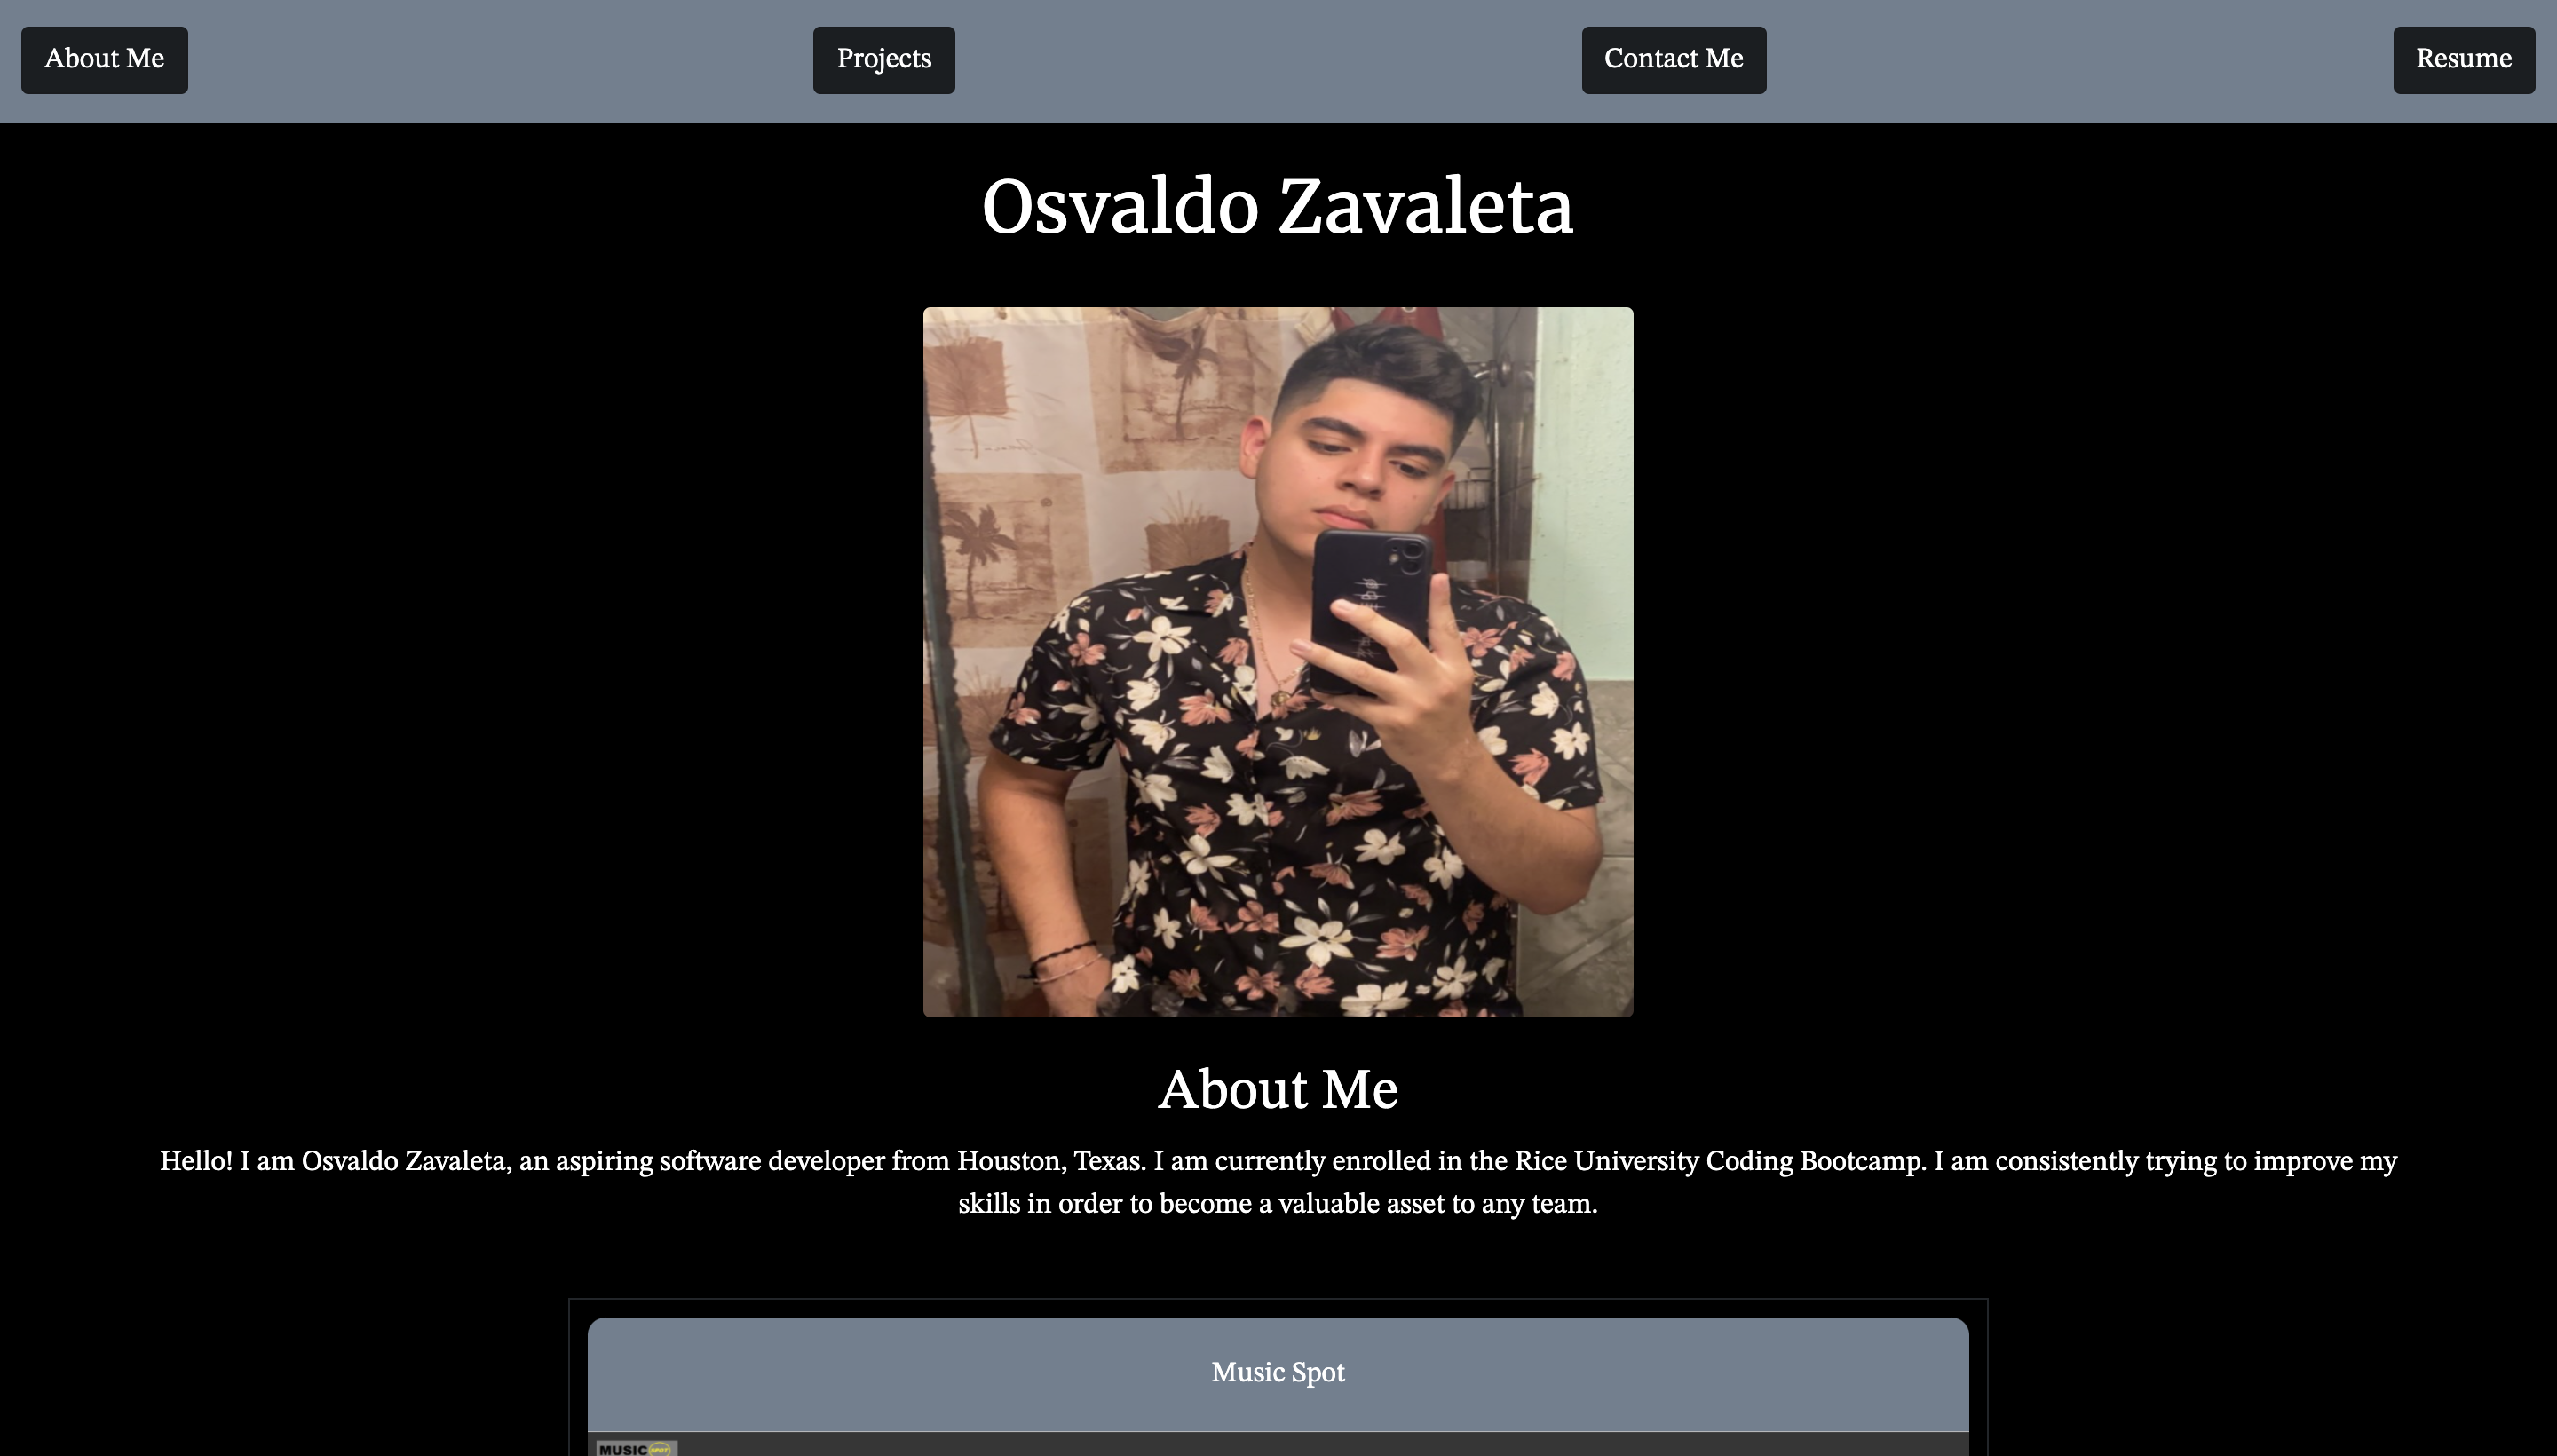 About Me
Projects
Contact Me
Resume
Osvaldo Zavaleta
About Me
Hello! I am Osvaldo Zavaleta, an aspiring software developer from Houston, Texas. I am currently enrolled in the Rice University Coding Bootcamp. I am consistently trying to improve my
skills in order to become a valuable asset to any team.
Music Spot
MUSIC SPOT